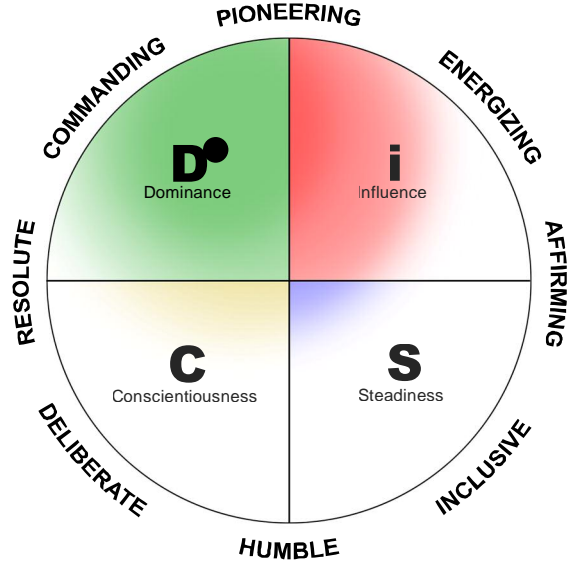 PIONEERING
COMMANDING
ENERGIZING
D
Dominance
i
Influence
RESOLUTE
AFFIRMING
C
Conscientiousness
S
Steadiness
DELIBERATE
INCLUSIVE
HUMBLE